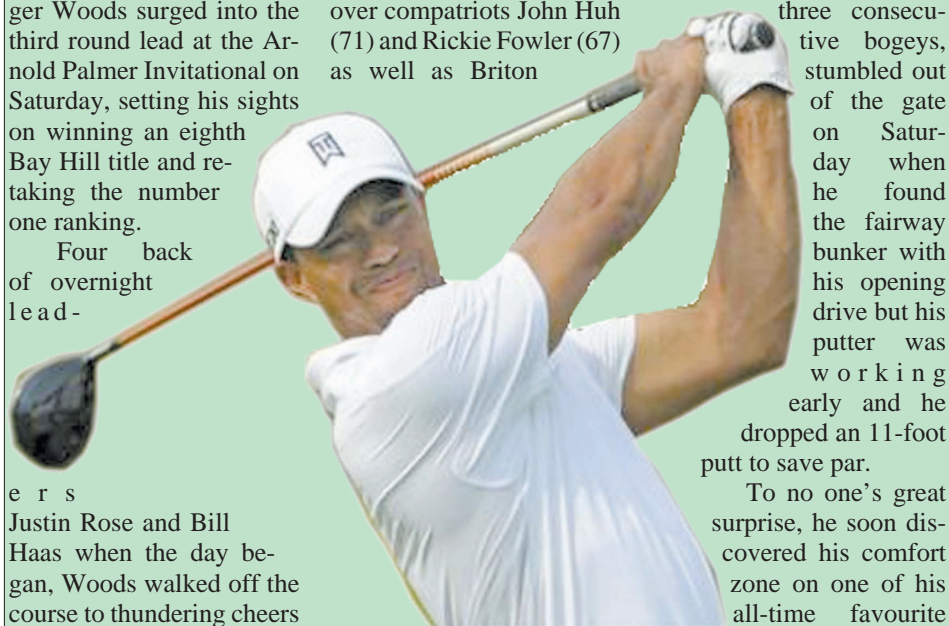 ger Woods surged into the
third round lead at the Ar-
nold Palmer Invitational on
Saturday, setting his sights
on winning an eighth
Bay Hill title and re-
taking the number
one ranking.
Four back
of overnight
lead-
ers
Justin Rose and Bill
Haas when the day be-
gan, Woods walked off the
course to thundering cheers
over compatriots John Huh
(71) and Rickie Fowler (67)
as well as Briton
three consecu-
tive bogeys,
stumbled out
of the gate
on Satur-
day when
he found
the fairway
bunker with
his opening
drive but his
putter was
working
early and he
dropped an 11-foot
putt to save par.
To no one's great
surprise, he soon dis-
covered his comfort
zone on one of his
all-time favourite